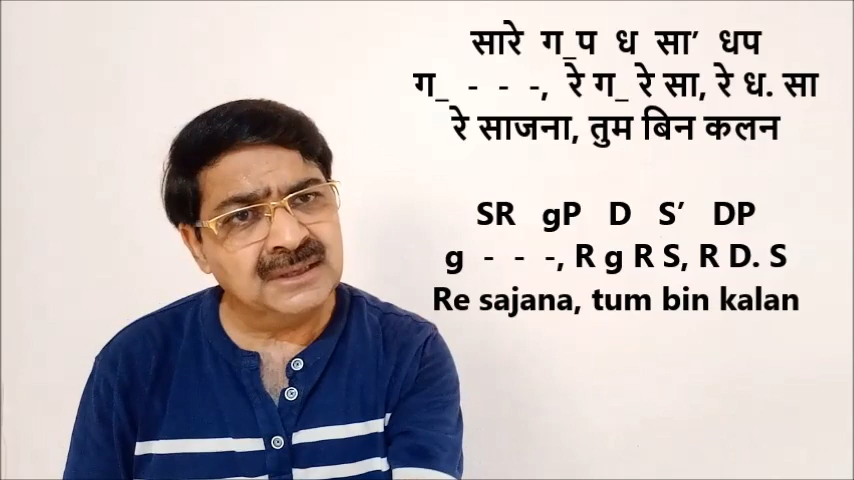 सारे ग_प ध सा’ धप
ग_ - - -, रे ग_ रे सा, रे ध. सा
रे साजना, तुम बिन कलन
SR gP D S’ DP
g - - -, R g R S, R D. S
Re sajana, tum bin kalan